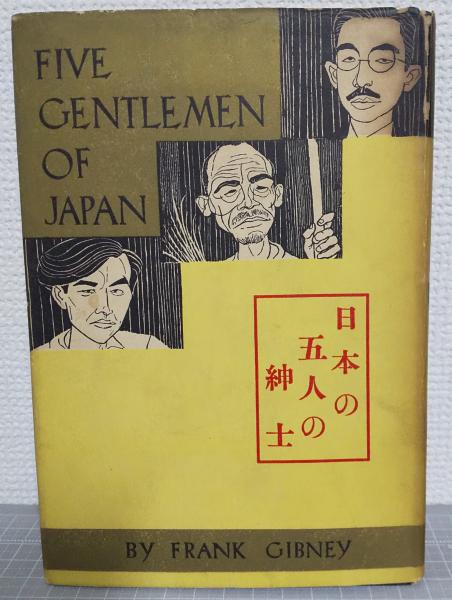 FIVE
GENTLEMEN
OF
JAPAN
日本の
五人の
紳士
BY FRANK GIBNEY